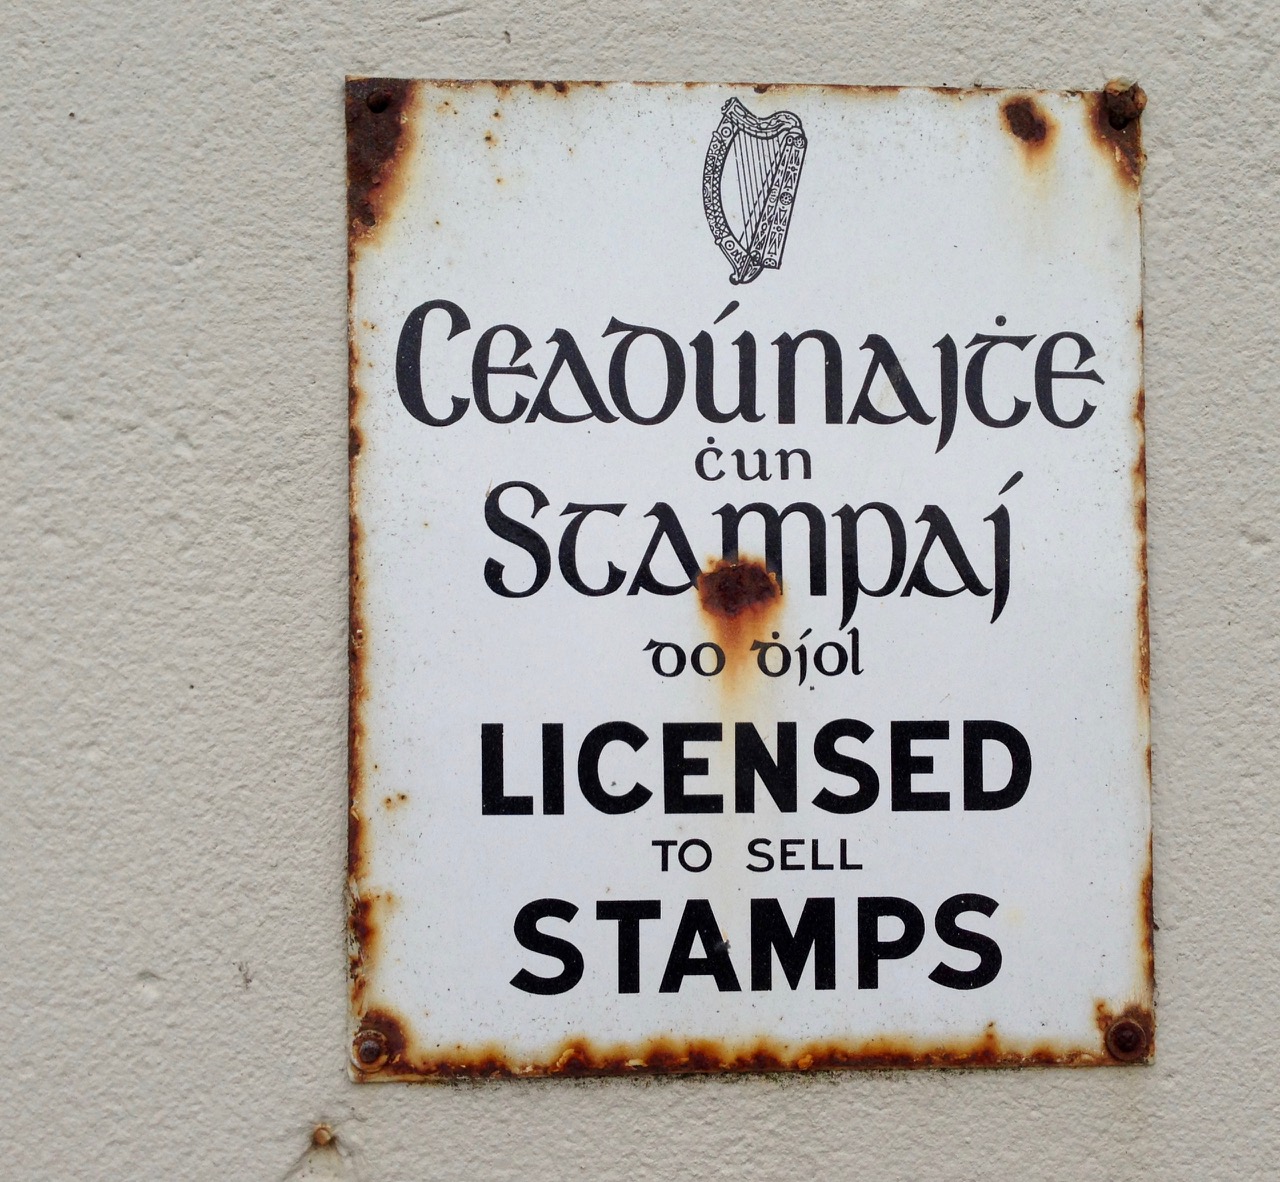 Ceadúnaiṫe
ċun
Stampaí
do ḋíol
LICENSED
TO SELL
STAMPS